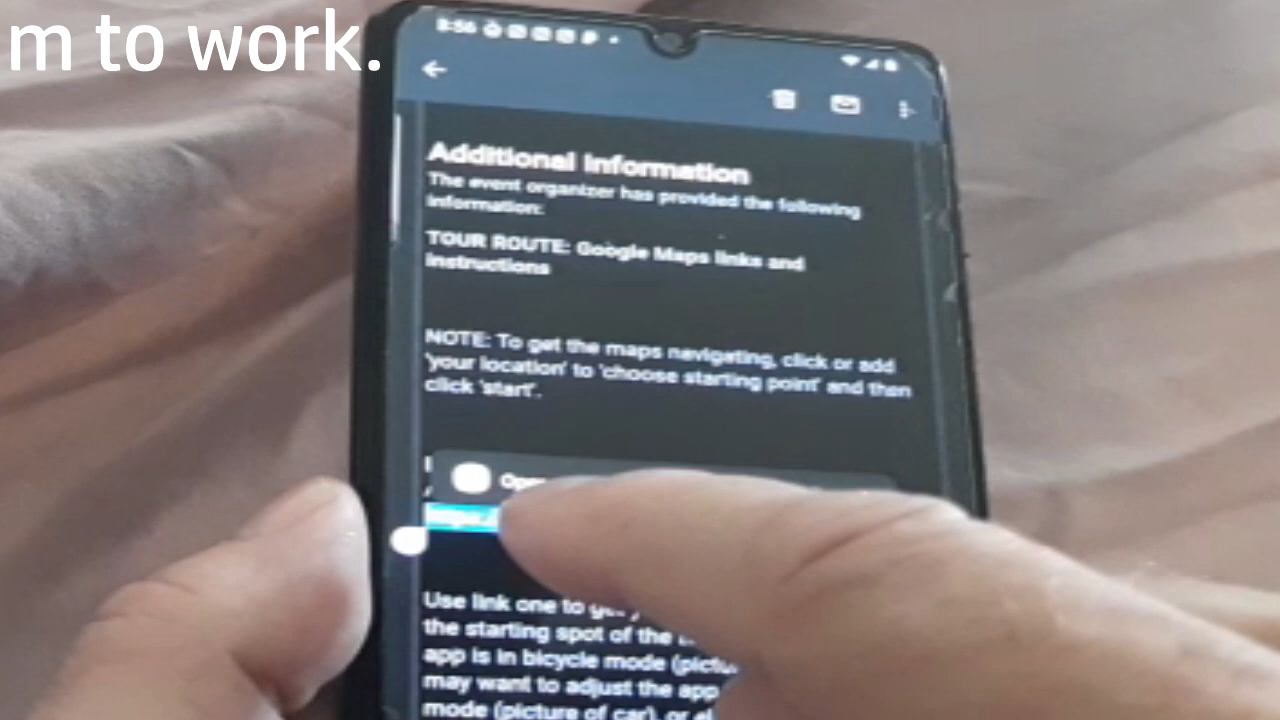 m to work.
8:56
Additional Information
The event organizer has provided the following
information:
TOUR ROUTE: Google Maps links and
instructions
NOTE: To get the maps navigating, click or add
'your location' to 'choose starting point' and then
click 'start'.
Use link one to
the starting spot of the
app is in bicycle mode
may want to adjust the app
mode (picture of car), or